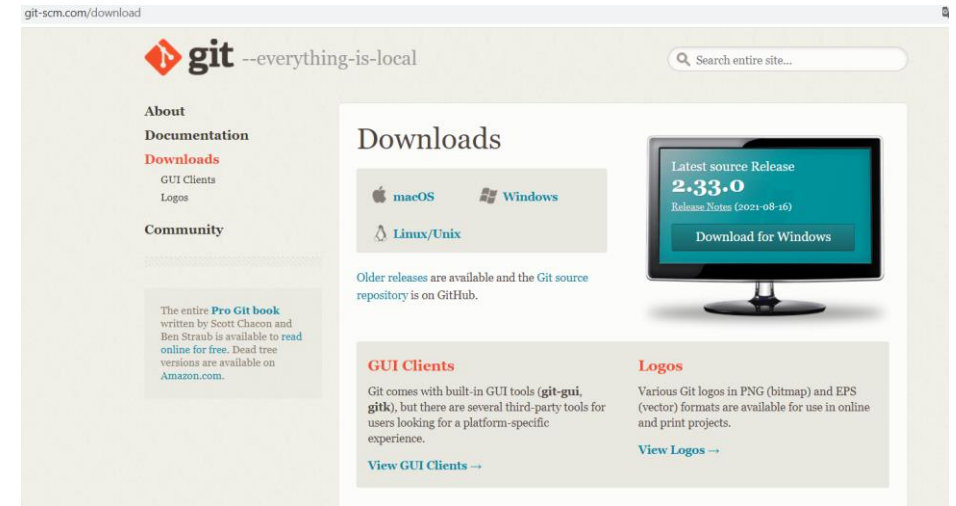 git-scm.com/download
git --everything-is-local
Search entire site...
About
Documentation
Downloads
GUI Clients
Logos
Community
The entire Pro Git book
written by Scott Chacon and
Ben Straub is available to read
online for free. Dead tree
versions are available on
Amazon.com.
Downloads
macOS
Windows
Linux/Unix
Older releases are available and the Git source
repository is on GitHub.
Latest source Release
2.33.0
Release Notes (2021-08-16)
Download for Windows
GUI Clients
Git comes with built-in GUI tools (git-gui,
gitk), but there are several third-party tools for
users looking for a platform-specific
experience.
View GUI Clients →
Logos
Various Git logos in PNG (bitmap) and EPS
(vector) formats are available for use in online
and print projects.
View Logos →